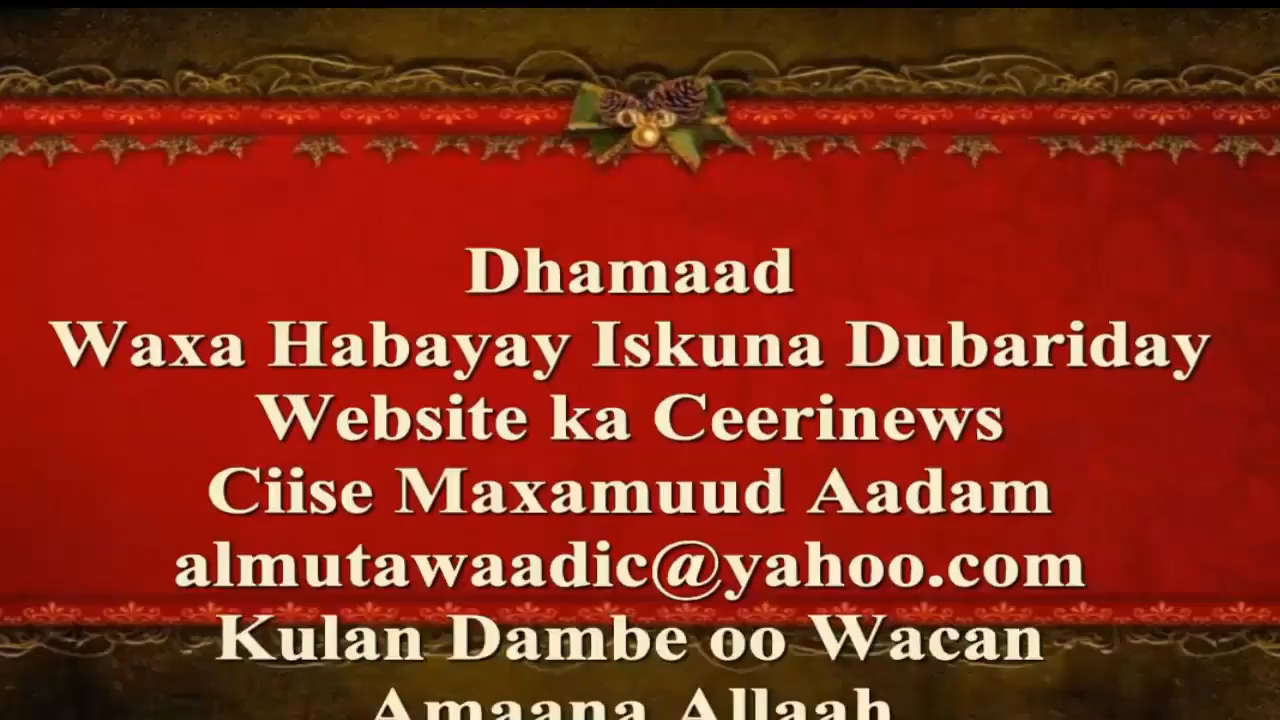 Dhamaad
Waxa Habayay Iskuna Dubariday
Website ka Ceerinews
Ciise Maxamuud Aadam
almutawaadic@yahoo.com
Kulan Dambe oo Wacan
Amaana Allaah